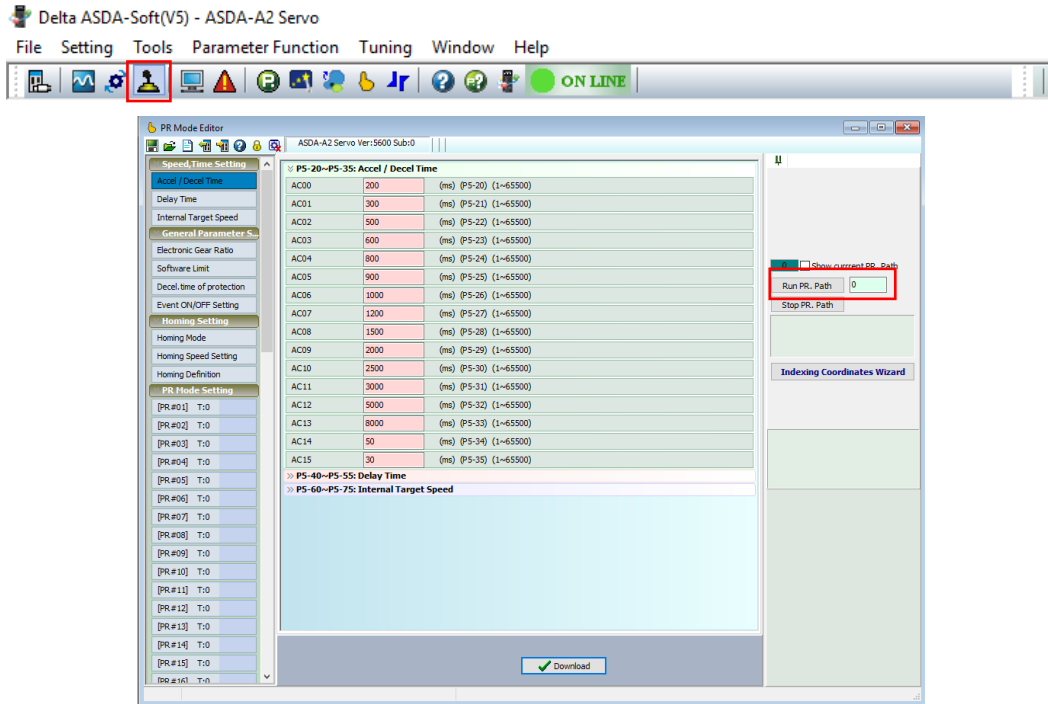 Delta ASDA-Soft(V5) - ASDA-A2 Servo
File Setting Tools Parameter Function Tuning Window Help
ON LINE
PR Mode Editor
ASDA-A2 Servo Ver:5600 Sub:0
Speed,Time Setting
Accel / Decel Time
Delay Time
Internal Target Speed
General Parameter S...
Electronic Gear Ratio
Software Limit
Decel.time of protection
Event ON/OFF Setting
Homing Setting
Homing Mode
Homing Speed Setting
Homing Definition
PR Mode Setting
[PR#01] T:0
[PR#02] T:0
[PR#03] T:0
[PR#04] T:0
[PR#05] T:0
[PR#06] T:0
[PR#07] T:0
[PR#08] T:0
[PR#09] T:0
[PR#10] T:0
[PR#11] T:0
[PR#12] T:0
[PR#13] T:0
[PR#14] T:0
[PR#15] T:0
[PR#16] T:0
P5-20~P5-35: Accel / Decel Time
AC00 200 (ms) (P5-20) (1~65500)
AC01 300 (ms) (P5-21) (1~65500)
AC02 500 (ms) (P5-22) (1~65500)
AC03 600 (ms) (P5-23) (1~65500)
AC04 800 (ms) (P5-24) (1~65500)
AC05 900 (ms) (P5-25) (1~65500)
AC06 1000 (ms) (P5-26) (1~65500)
AC07 1200 (ms) (P5-27) (1~65500)
AC08 1500 (ms) (P5-28) (1~65500)
AC09 2000 (ms) (P5-29) (1~65500)
AC10 2500 (ms) (P5-30) (1~65500)
AC11 3000 (ms) (P5-31) (1~65500)
AC12 5000 (ms) (P5-32) (1~65500)
AC13 8000 (ms) (P5-33) (1~65500)
AC14 50 (ms) (P5-34) (1~65500)
AC15 30 (ms) (P5-35) (1~65500)
P5-40~P5-55: Delay Time
P5-60~P5-75: Internal Target Speed
Download
0 Show currrent PR. Path
Run PR. Path 0
Stop PR. Path
Indexing Coordinates Wizard